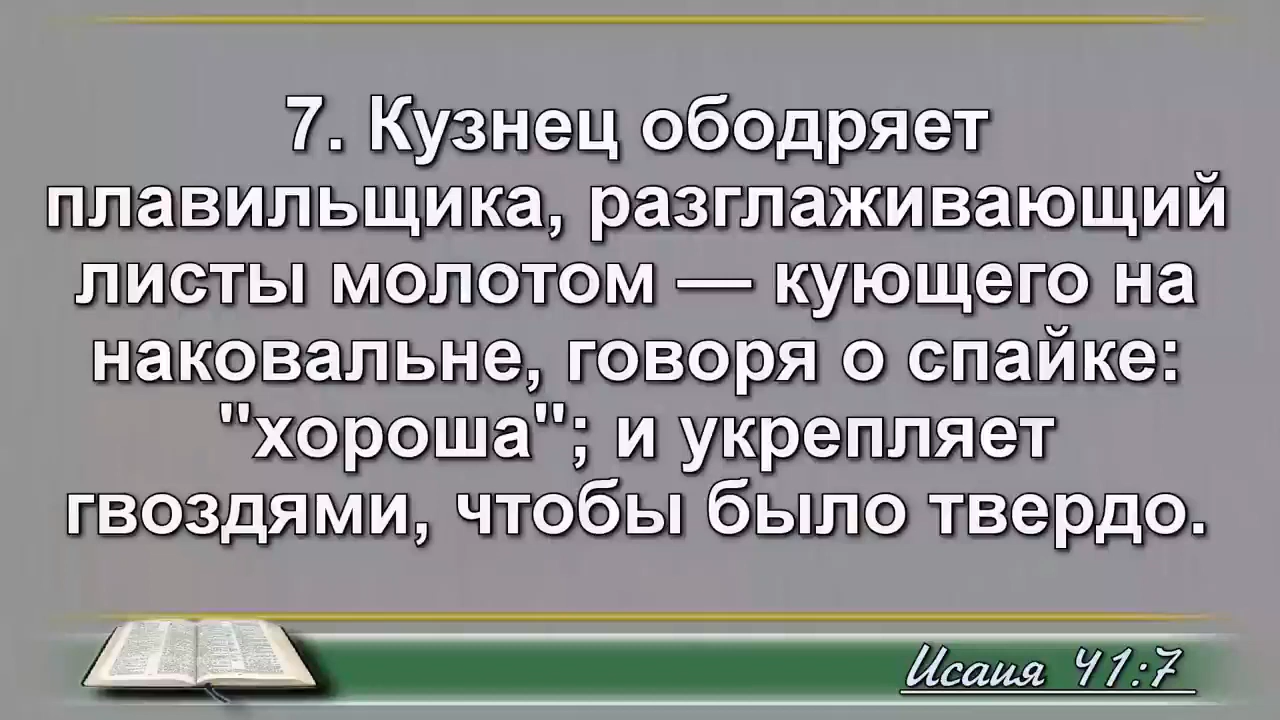 7. Кузнец ободряет
плавильщика, разглаживающий
листы молотом — кующего на
наковальне, говоря о спайке:
"хороша"; и укрепляет
гвоздями, чтобы было твердо.
Исаия 41:7